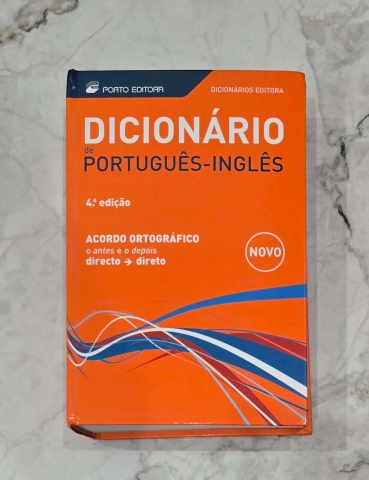 PORTO EDITORA
DICIONÁRIOS EDITORA
DICIONÁRIO
de
PORTUGUÊS-INGLÊS
4.ª edição
ACORDO ORTOGRÁFICO
o antes e o depois
directo → direto
NOVO